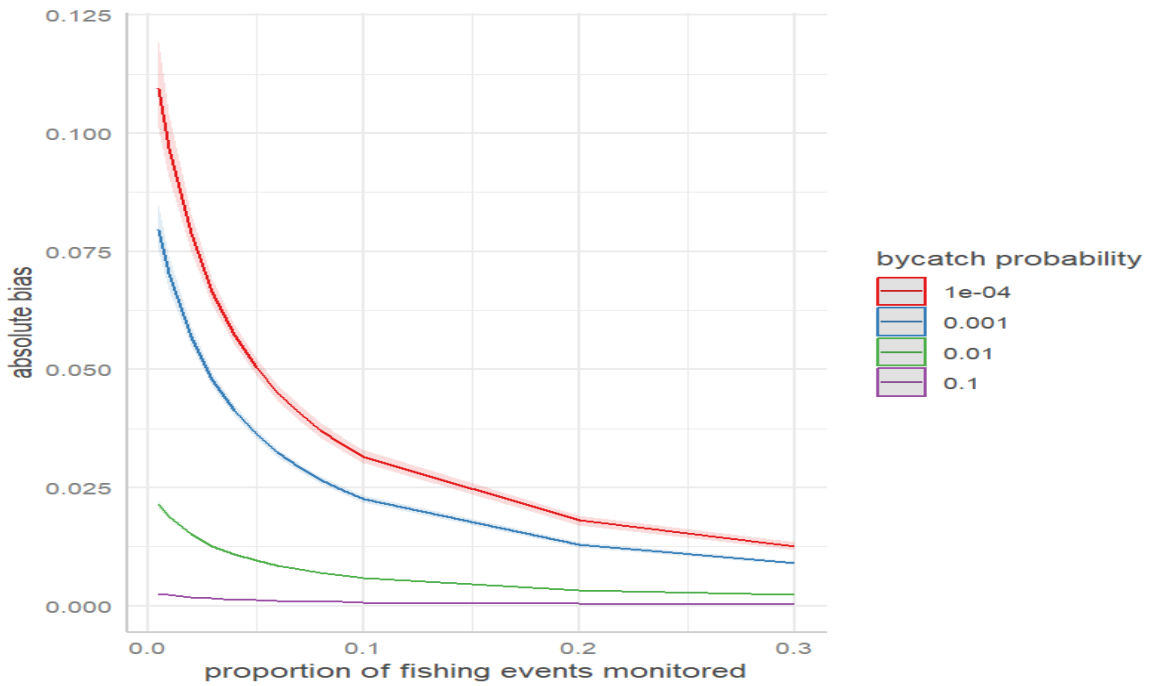 0.125
0.100
0.075
0.050
0.025
0.000
absolute bias
0.0 0.1 0.2 0.3
proportion of fishing events monitored
bycatch probability
1e-04
0.001
0.01
0.1